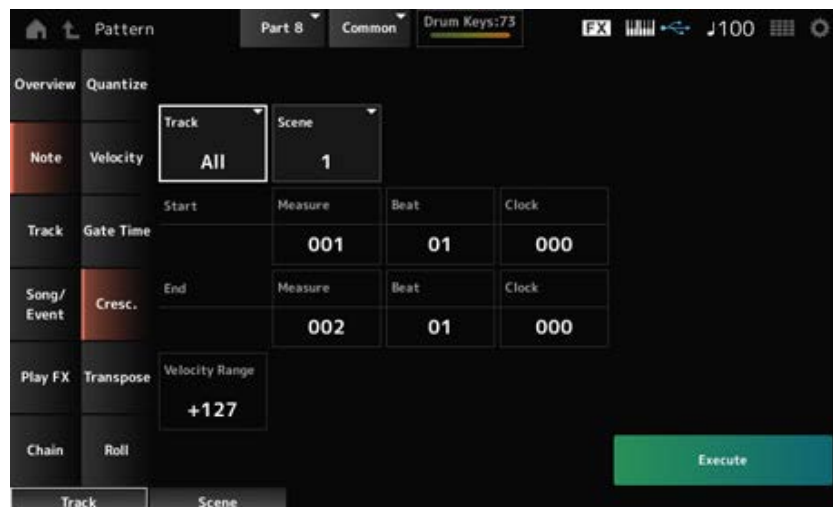 Pattern
Part 8
Common
Drum Keys:73
FX
♩100
Overview
Quantize
Track
All
Scene
1
Note
Velocity
Start
Measure
001
Beat
01
Clock
000
Track
Gate Time
End
Measure
002
Beat
01
Clock
000
Song/
Event
Cresc.
Velocity Range
+127
Play FX
Transpose
Chain
Roll
Execute
Track
Scene